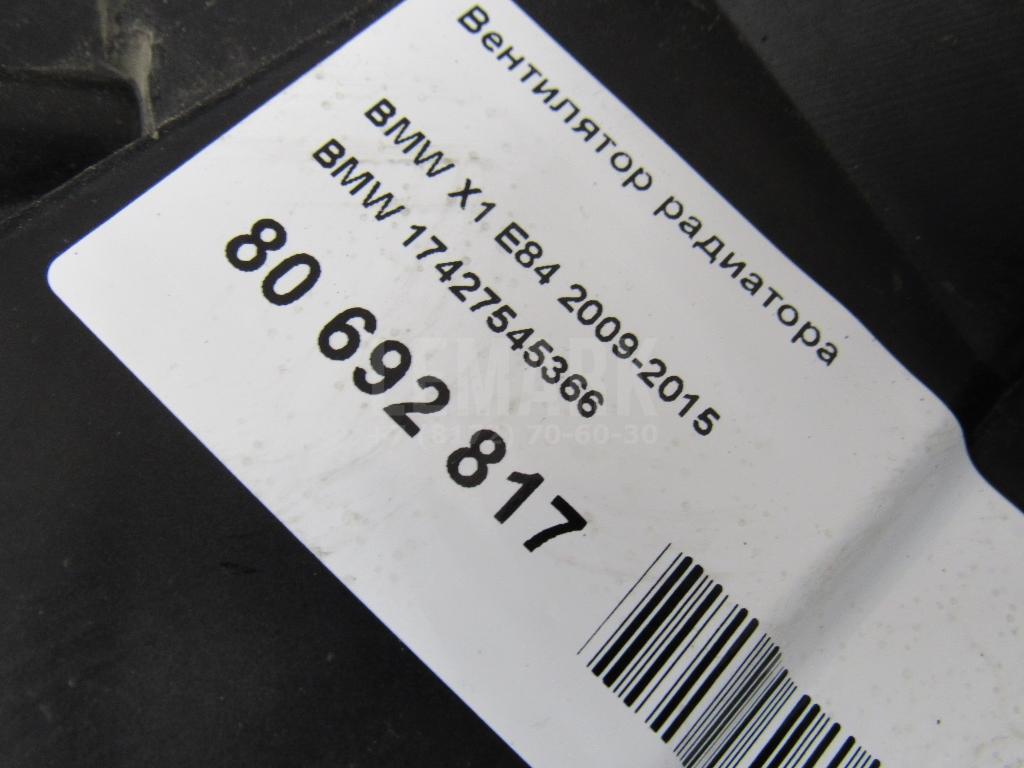 Вентилятор радиатора
BMW X1 E84 2009-2015
BMW 17427545366
80 692 817